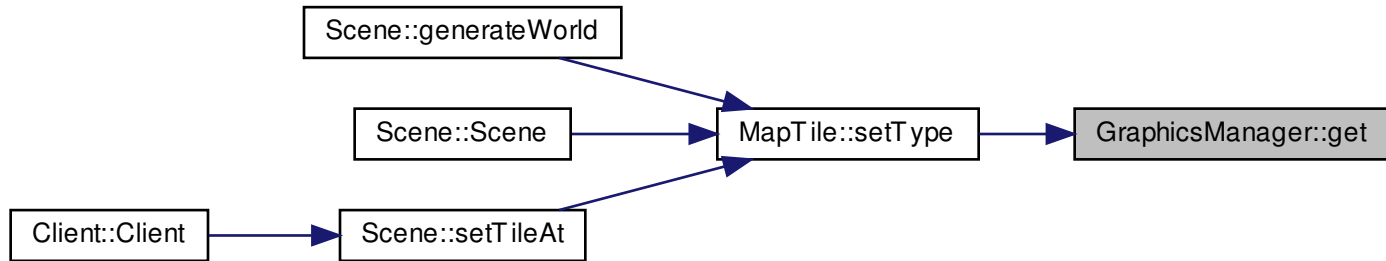 Scene::generateWorld
Scene::Scene
MapTile::setType
GraphicsManager::get
Client::Client
Scene::setTileAt